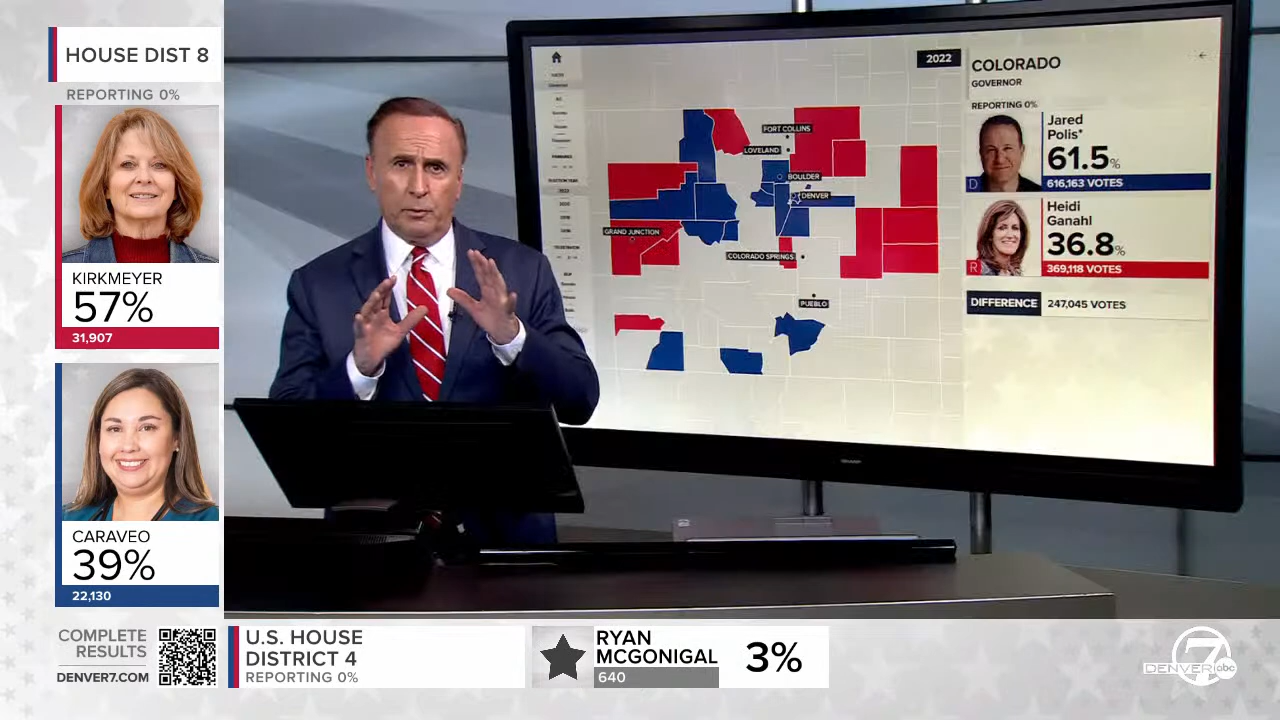 HOUSE DIST 8
REPORTING 0%
KIRKMEYER
57%
31,907
CARAVEO
39%
22,130
COMPLETE
RESULTS
DENVER7.COM
U.S. HOUSE
DISTRICT 4
REPORTING 0%
RYAN
MCGONIGAL
640
3%
2022
COLORADO
GOVERNOR
REPORTING 0%
Jared
Polis*
61.5%
D
616,163 VOTES
Heidi
Ganahl
36.8%
R
369,118 VOTES
DIFFERENCE 247,045 VOTES
FORT COLLINS
LOVELAND
BOULDER
DENVER
GRAND JUNCTION
COLORADO SPRINGS
PUEBLO
SHARP
7
DENVER abc